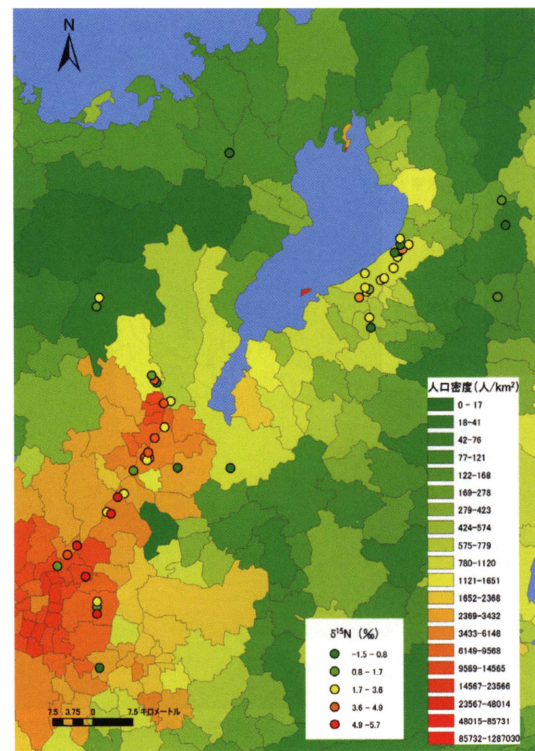 N
人口密度(人/km²)
0 - 17
18-41
42-76
77-121
122-168
169-278
279-423
424-574
575-779
780-1120
1121-1651
1652-2368
2369-3432
3433-6148
6149-9568
9569-14565
14567-23566
23567-48014
48015-85731
85732-1287030
δ¹⁵N (‰)
-1.5 - 0.8
0.8 - 1.7
1.7 - 3.6
3.6 - 4.9
4.9 - 5.7
7.5 3.75 0 7.5 キロメートル